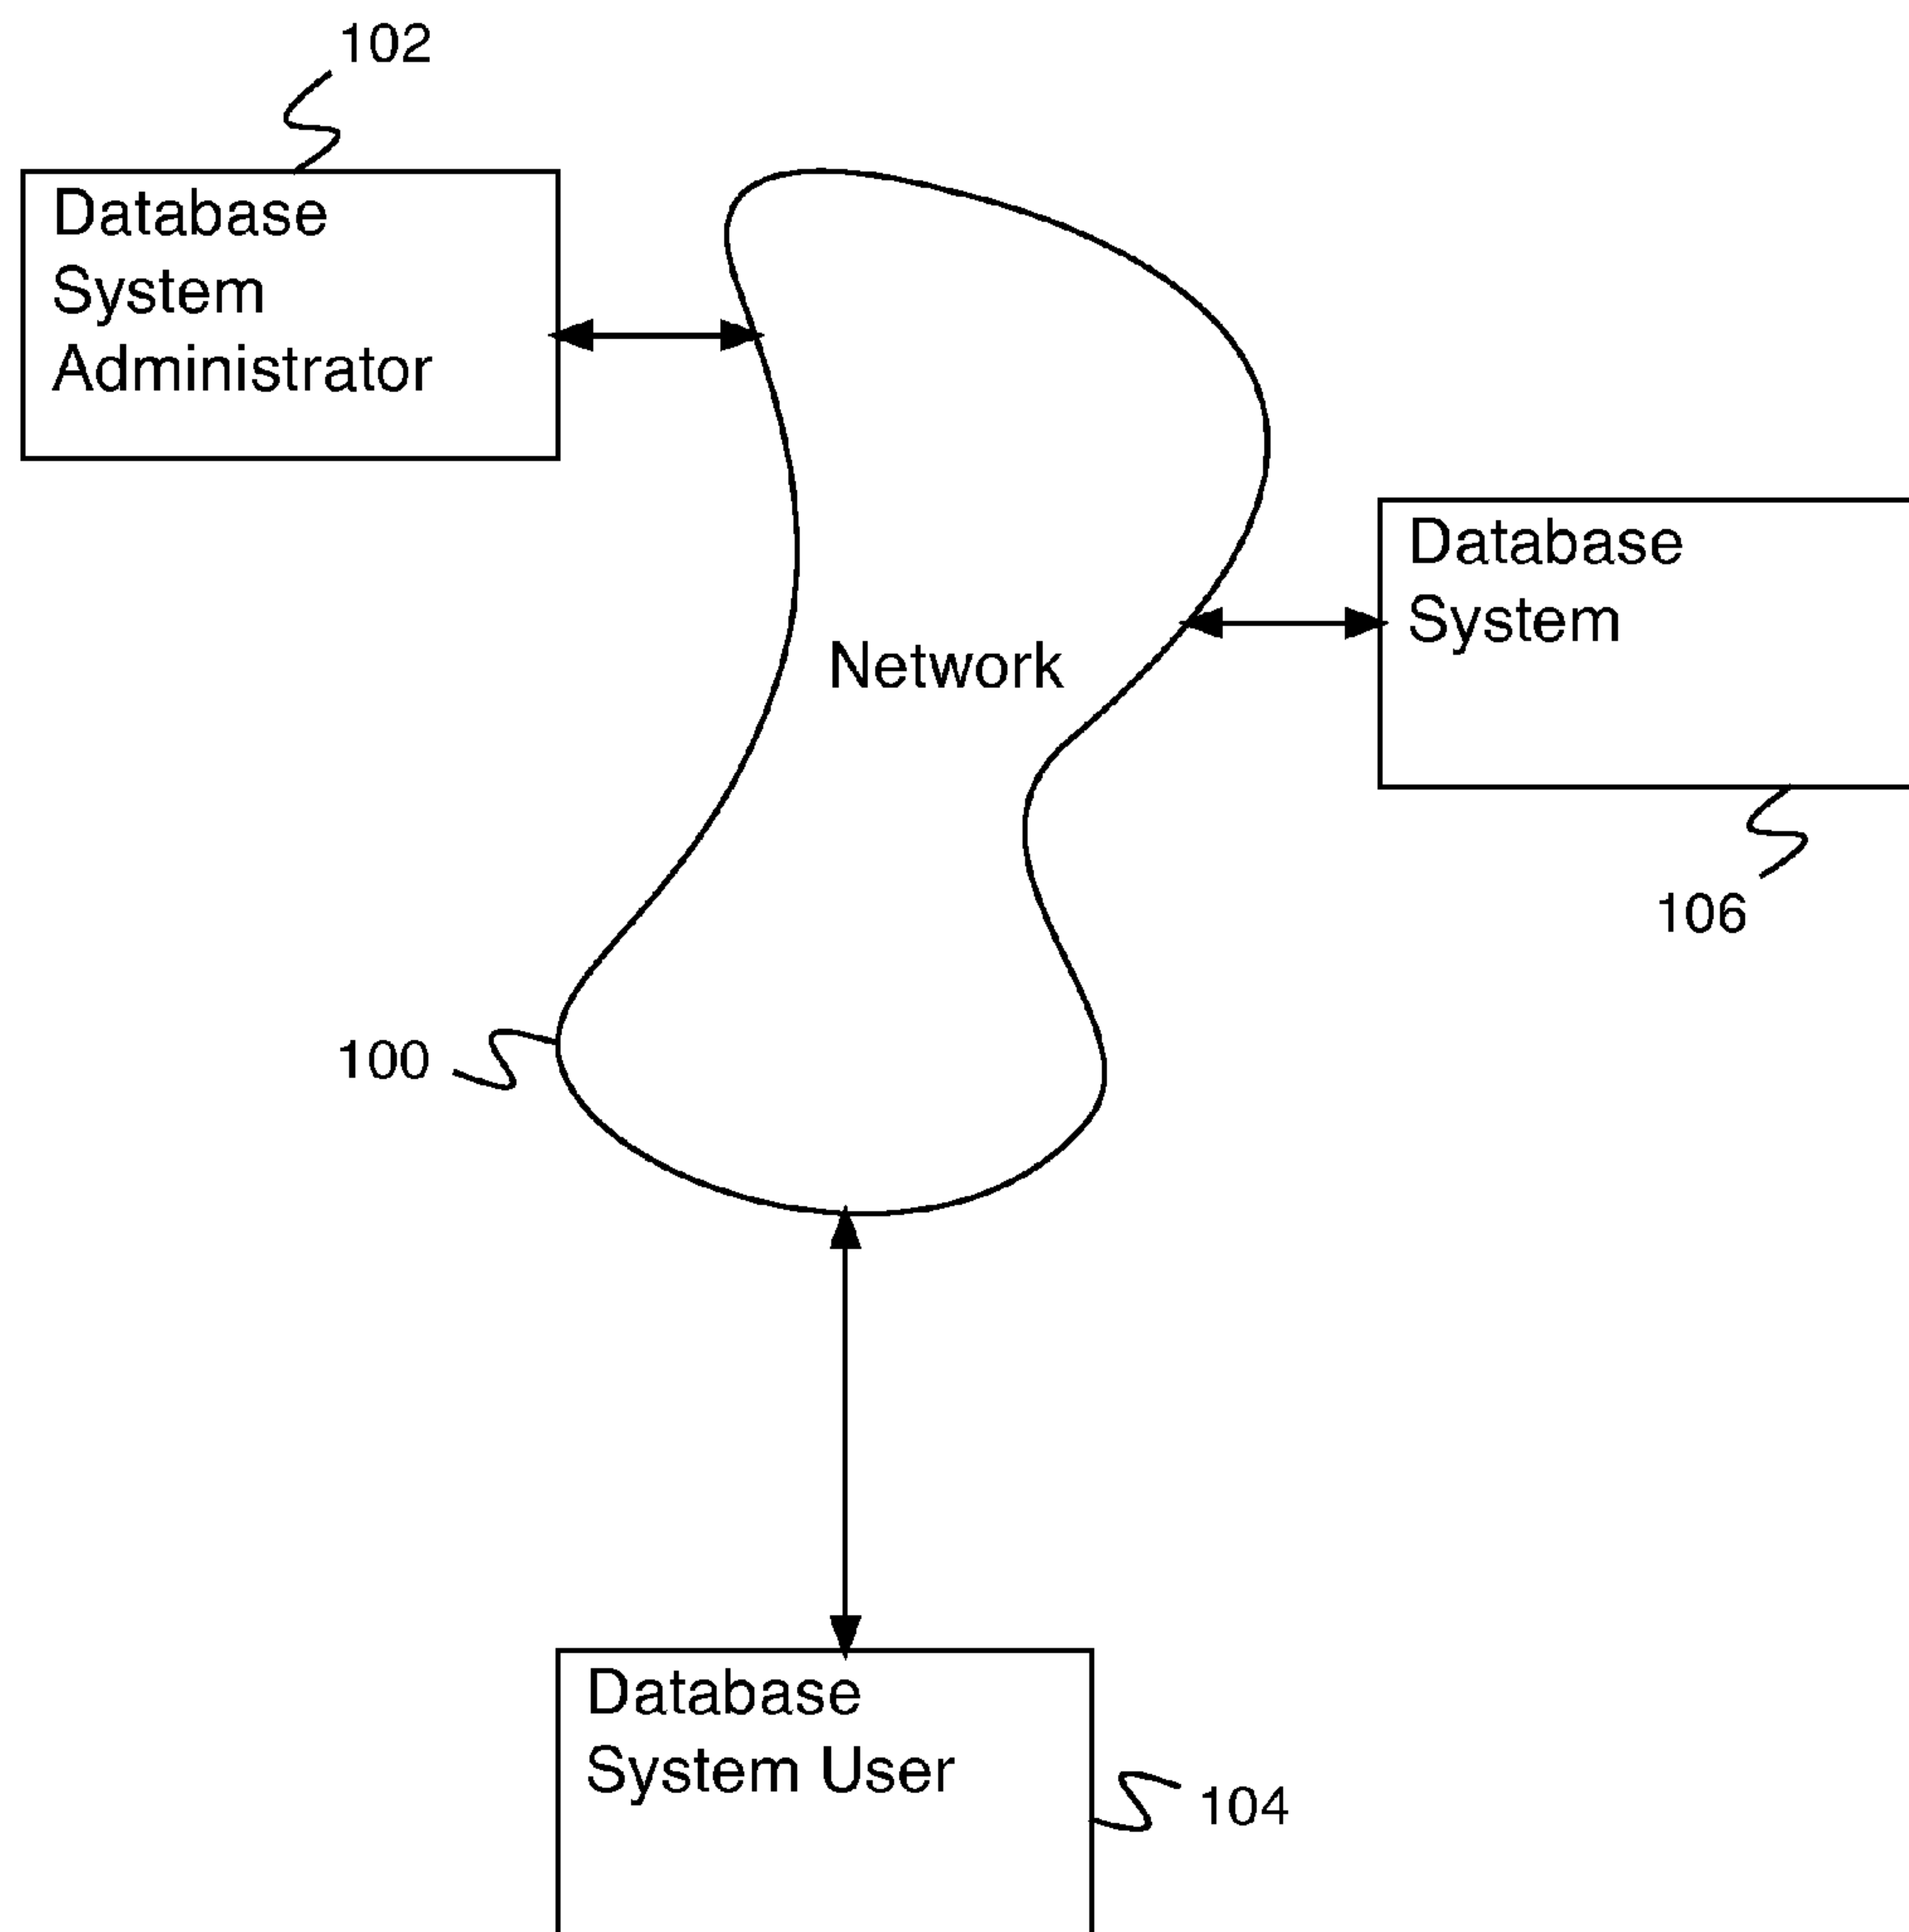 102
Database
System
Administrator
Database
System
Network
106
100
Database
System User
104